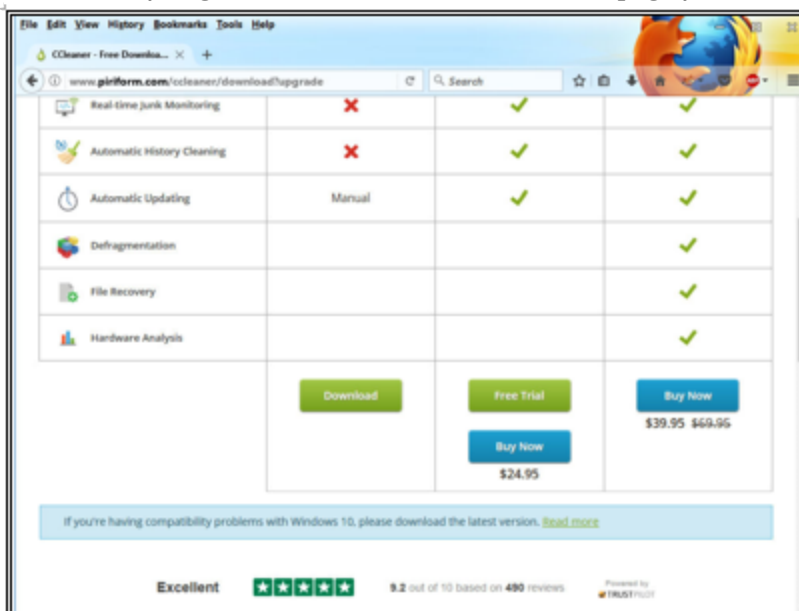 File Edit View History Bookmarks Tools Help
CCleaner - Free Downloa...
www.piriform.com/ccleaner/download?upgrade
Search
Real-time Junk Monitoring
Automatic History Cleaning
Automatic Updating Manual
Defragmentation
File Recovery
Hardware Analysis
Download Free Trial Buy Now
$39.95 $69.95
Buy Now
$24.95
If you're having compatibility problems with Windows 10, please download the latest version. Read more
Excellent 9.2 out of 10 based on 490 reviews
Powered by
TRUSTPILOT